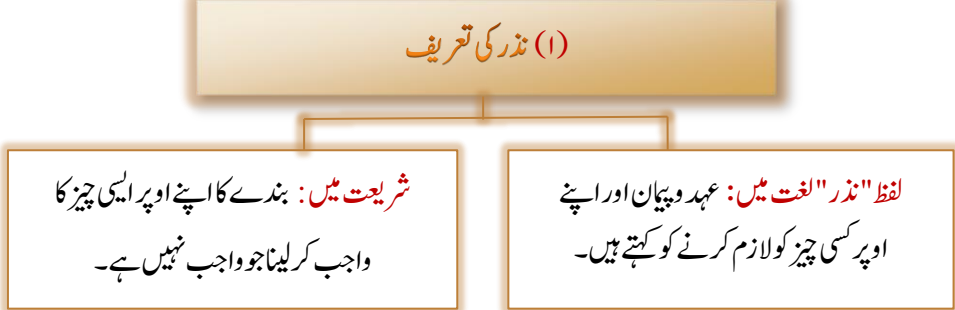 (۱) نذر کی تعریف
لفظ "نذر" لغت میں: عہد و پیمان اور اپنے
اوپر کسی چیز کو لازم کرنے کو کہتے ہیں۔
شریعت میں: بندے کا اپنے اوپر ایسی چیز کا
واجب کر لینا جو واجب نہیں ہے۔